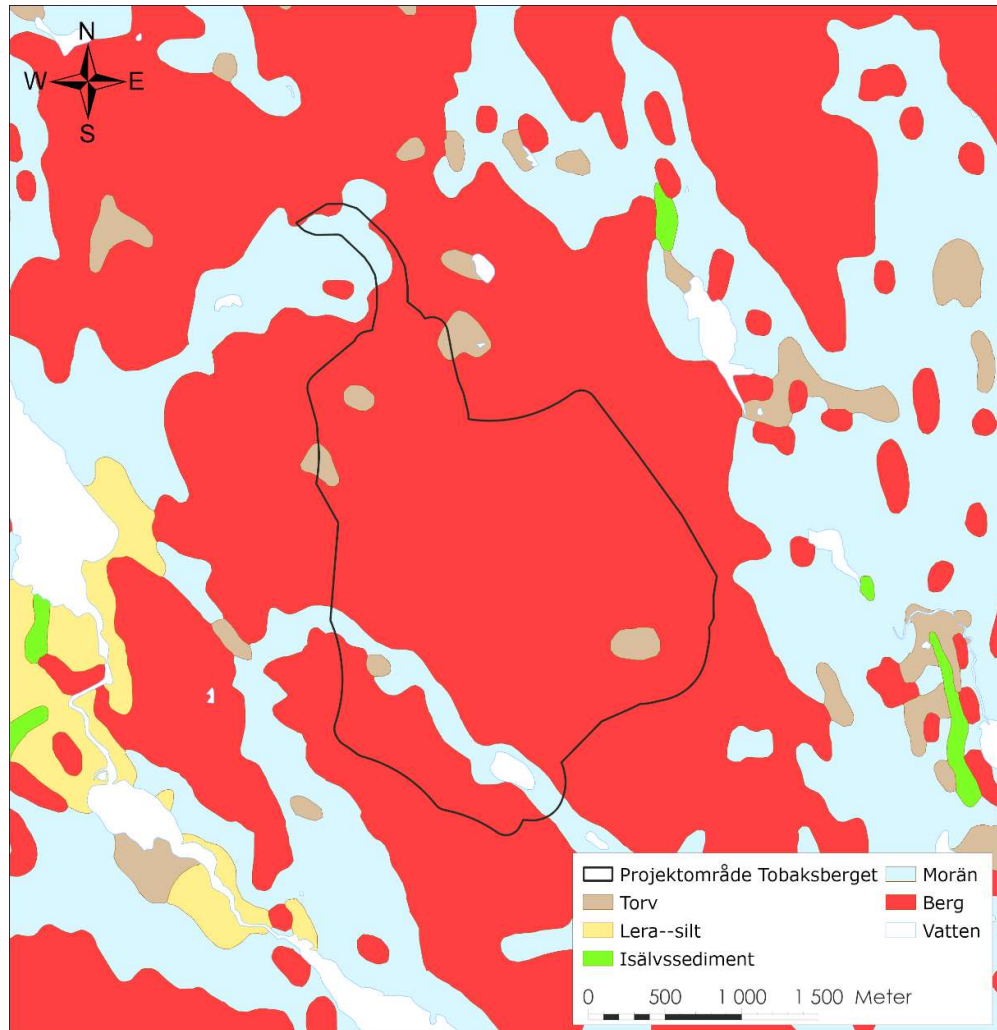 N
W E
S
Projektområde Tobaksberget
Torv
Lera--silt
Isälvssediment
Morän
Berg
Vatten
0 500 1 000 1 500 Meter